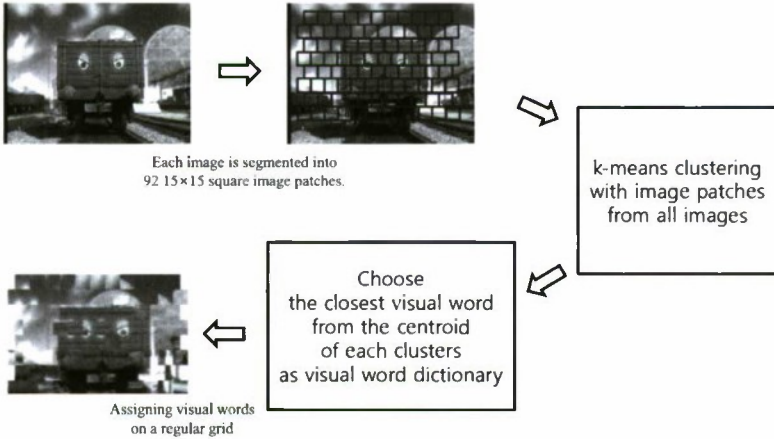 Each image is segmented into
92 15×15 square image patches.
k-means clustering
with image patches
from all images
Choose
the closest visual word
from the centroid
of each clusters
as visual word dictionary
Assigning visual words
on a regular grid